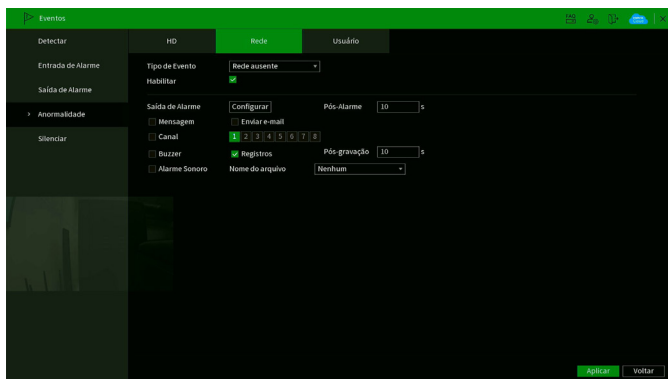 Eventos
Detectar
HD
Rede
Usuário
Entrada de Alarme
Saída de Alarme
Anormalidade
Silenciar
Tipo de Evento
Rede ausente
Habilitar
Saída de Alarme
Configurar
Pós-Alarme
10
s
Mensagem
Enviar e-mail
Canal
1 2 3 4 5 6 7 8
Buzzer
Registros
Pós-gravação
10
s
Alarme Sonoro
Nome do arquivo
Nenhum
Aplicar
Voltar